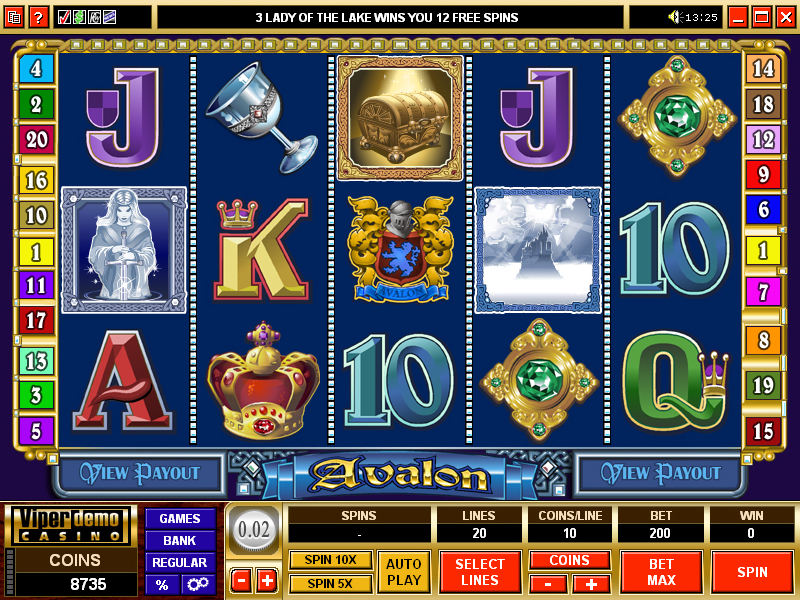 3 LADY OF THE LAKE WINS YOU 12 FREE SPINS
13:25
4
14
J
J
2
18
20
12
16
9
10
6
K
10
1
1
AVALON
11
7
17
A
10
Q
8
13
3
19
5
15
VIEW PAYOUT
Avalon
VIEW PAYOUT
Viper demo
CASINO
COINS
8735
GAMES
BANK
REGULAR
%
0.02
-
+
SPINS
-
LINES
20
COINS/LINE
10
BET
200
WIN
0
SPIN 10X
SPIN 5X
AUTO
PLAY
SELECT
LINES
COINS
-
+
BET
MAX
SPIN